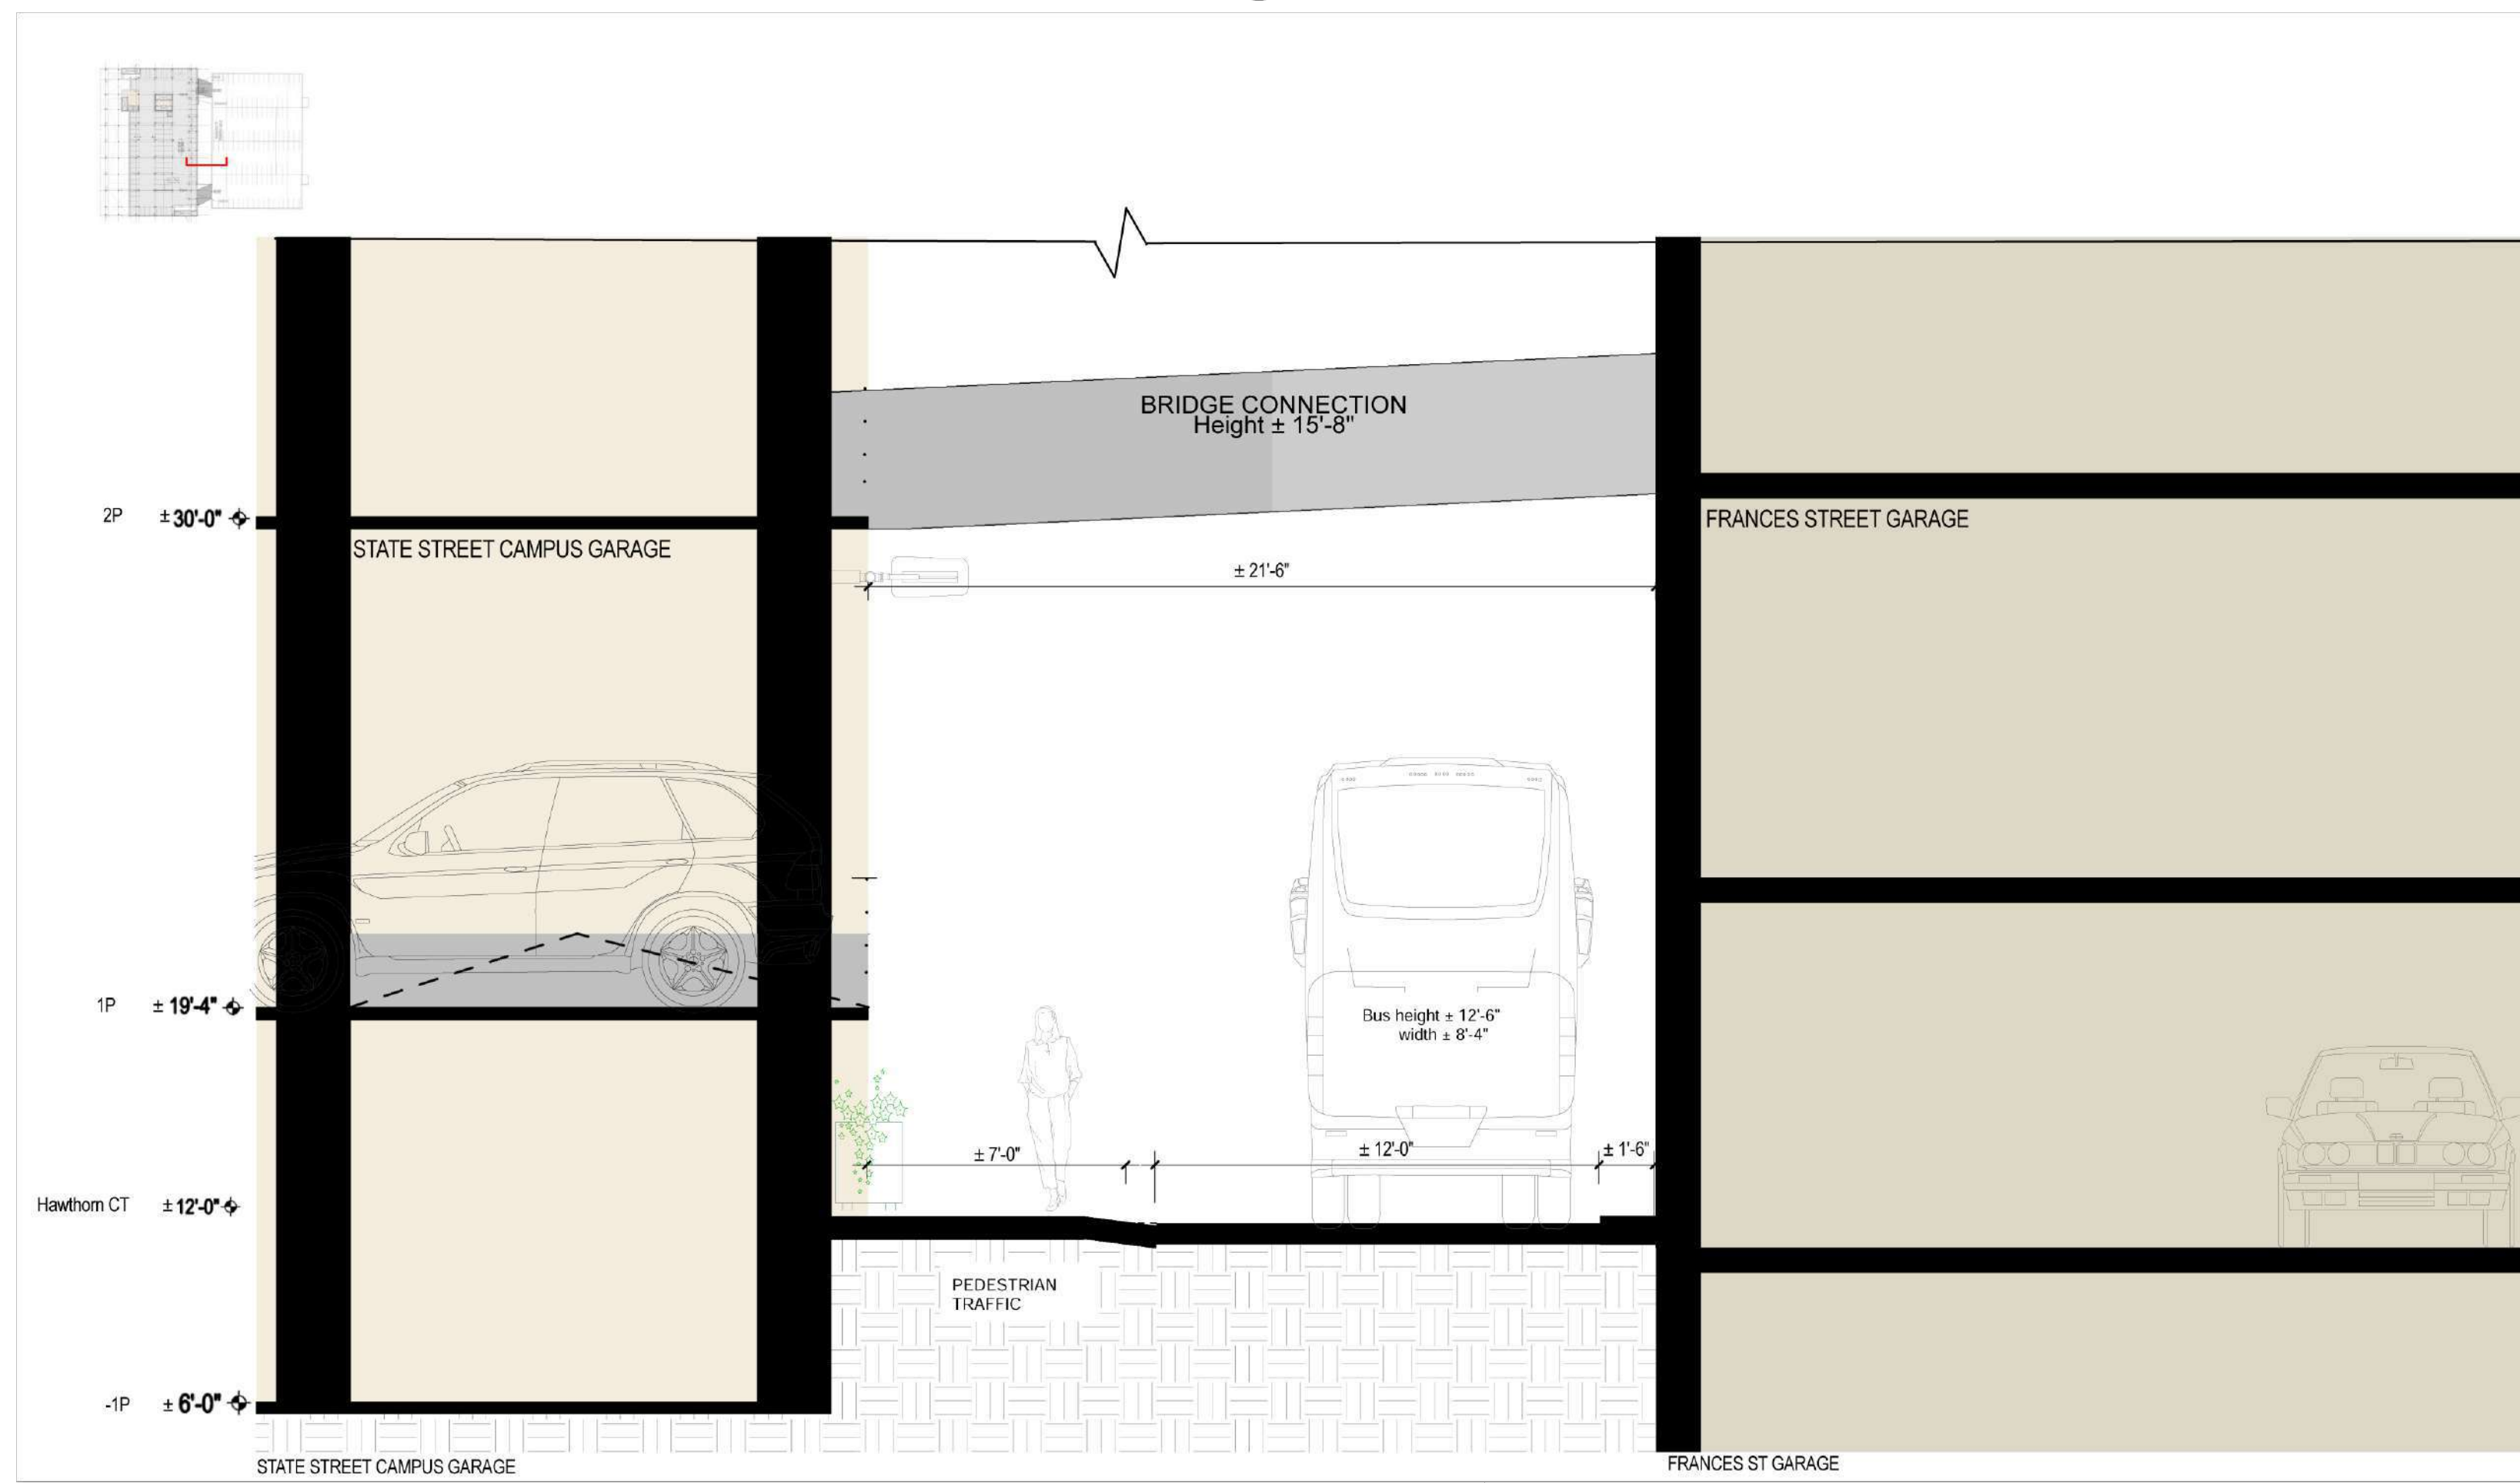 BRIDGE CONNECTION
Height ± 15'-8"
2P ± 30'-0"
STATE STREET CAMPUS GARAGE
FRANCES STREET GARAGE
± 21'-6"
1P ± 19'-4"
Bus height ± 12'-6"
width ± 8'-4"
± 7'-0"
± 12'-0"
± 1'-6"
Hawthorn CT ± 12'-0"
PEDESTRIAN
TRAFFIC
-1P ± 6'-0"
STATE STREET CAMPUS GARAGE
FRANCES ST GARAGE